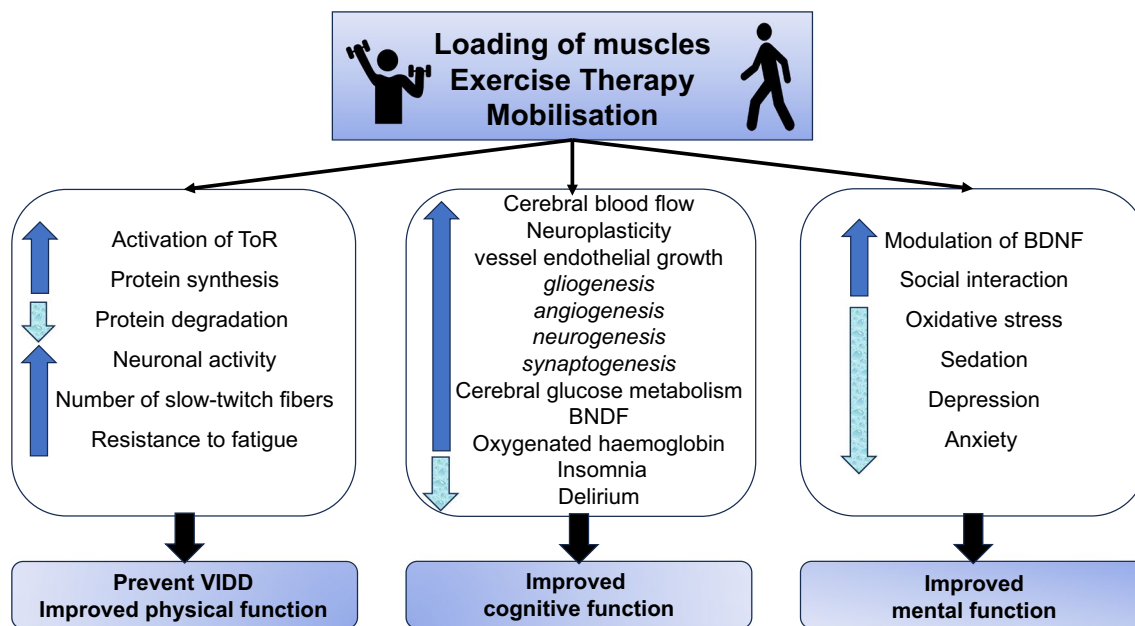 Loading of muscles
Exercise Therapy
Mobilisation
Activation of ToR
Protein synthesis
Protein degradation
Neuronal activity
Number of slow-twitch fibers
Resistance to fatigue
Prevent VIDD
Improved physical function
Cerebral blood flow
Neuroplasticity
vessel endothelial growth
gliogenesis
angiogenesis
neurogenesis
synaptogenesis
Cerebral glucose metabolism
BNDF
Oxygenated haemoglobin
Insomnia
Delirium
Improved
cognitive function
Modulation of BDNF
Social interaction
Oxidative stress
Sedation
Depression
Anxiety
Improved
mental function